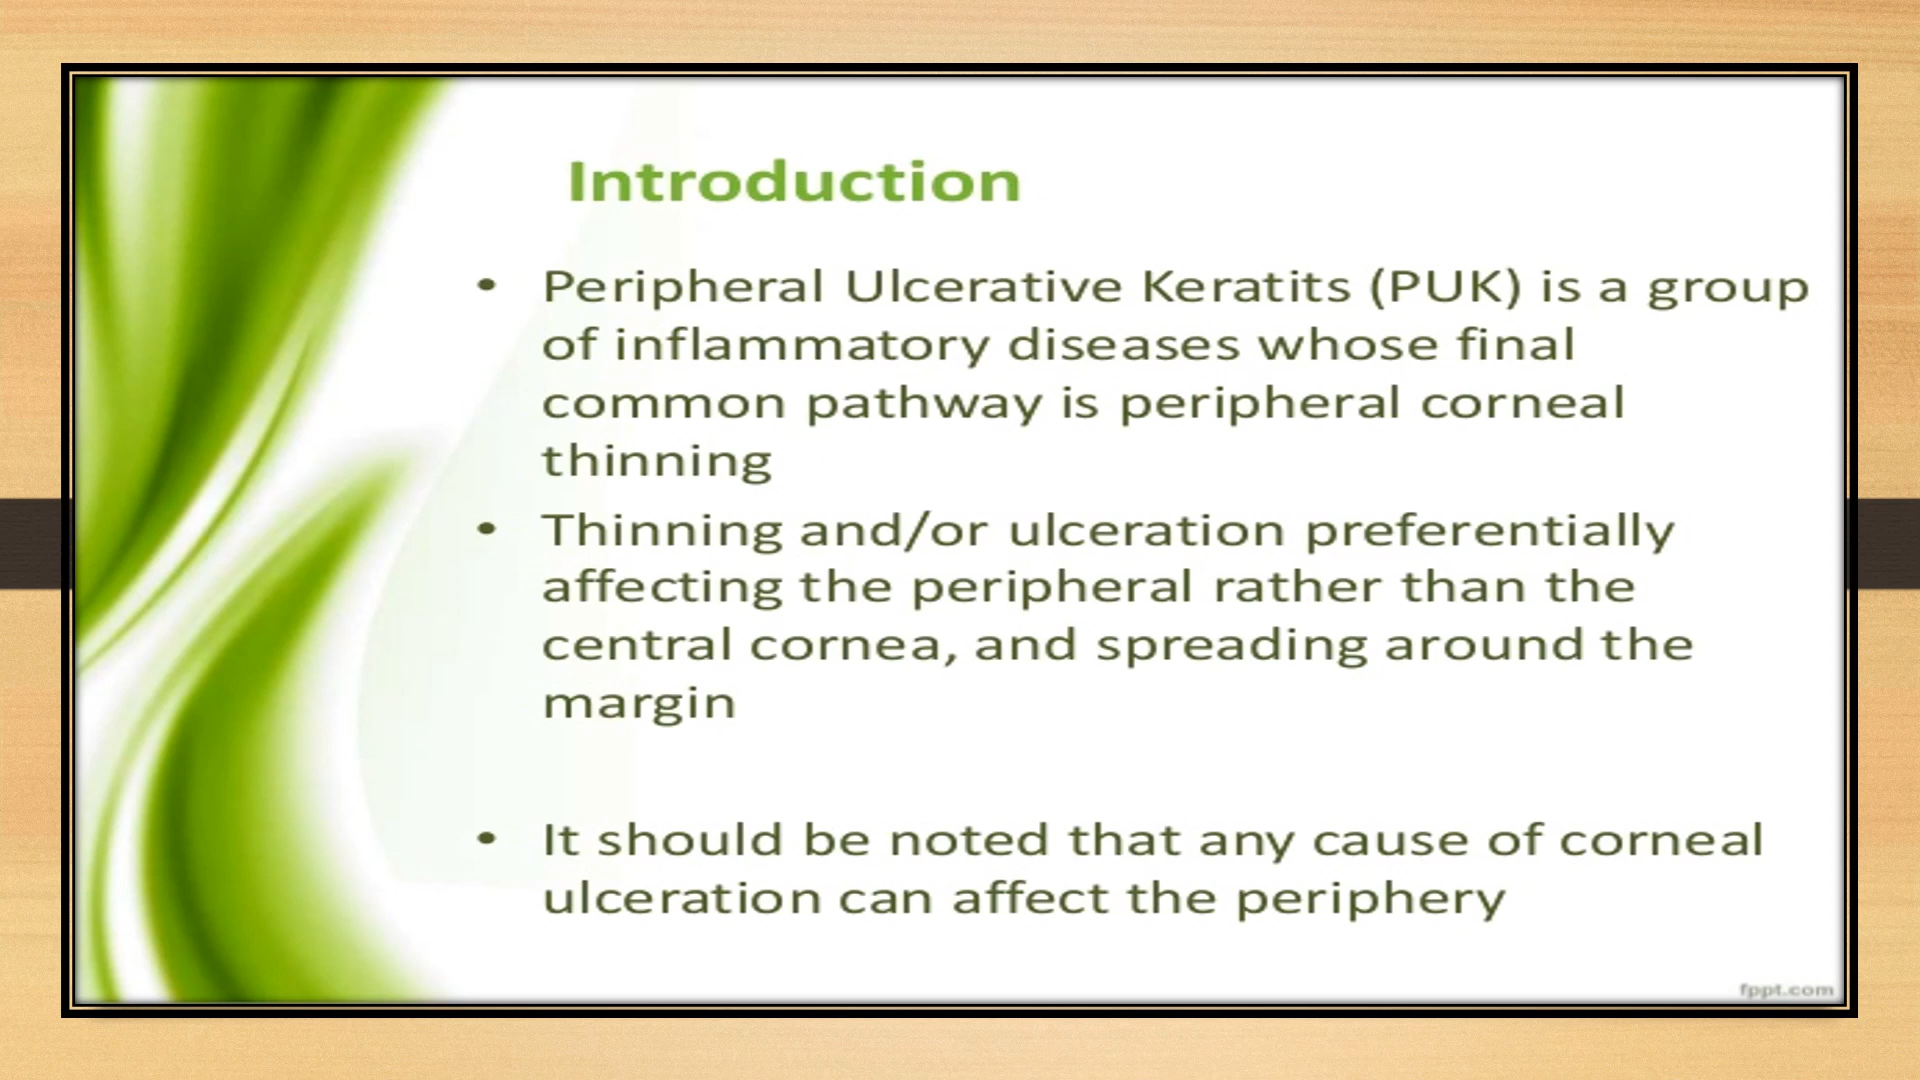 Introduction
• Peripheral Ulcerative Keratits (PUK) is a group
of inflammatory diseases whose final
common pathway is peripheral corneal
thinning
• Thinning and/or ulceration preferentially
affecting the peripheral rather than the
central cornea, and spreading around the
margin
• It should be noted that any cause of corneal
ulceration can affect the periphery
fppt.com